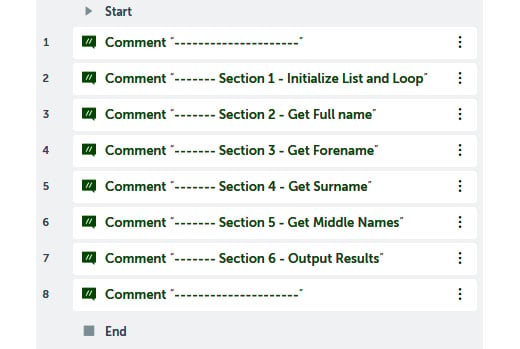 Start
1 Comment "---------------------"
2 Comment "------- Section 1 - Initialize List and Loop"
3 Comment "------- Section 2 - Get Full name"
4 Comment "------- Section 3 - Get Forename"
5 Comment "------- Section 4 - Get Surname"
6 Comment "------- Section 5 - Get Middle Names"
7 Comment "------- Section 6 - Output Results"
8 Comment "---------------------"
End